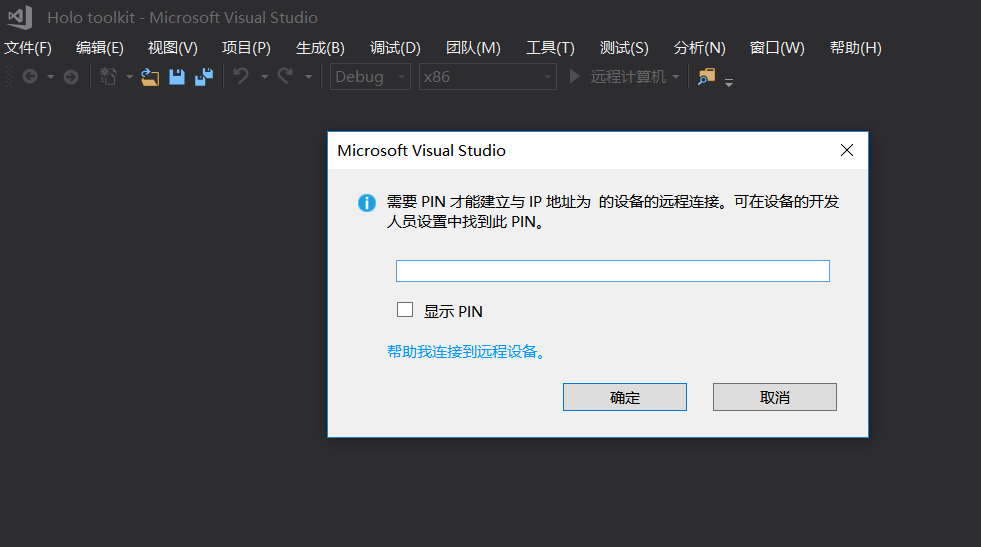 Holo toolkit - Microsoft Visual Studio
文件(F) 编辑(E) 视图(V) 项目(P) 生成(B) 调试(D) 团队(M) 工具(T) 测试(S) 分析(N) 窗口(W) 帮助(H)
Debug x86 远程计算机
Microsoft Visual Studio
需要 PIN 才能建立与 IP 地址为 的设备的远程连接。可在设备的开发
人员设置中找到此 PIN。
显示 PIN
帮助我连接到远程设备。
确定 取消